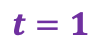 t = 1